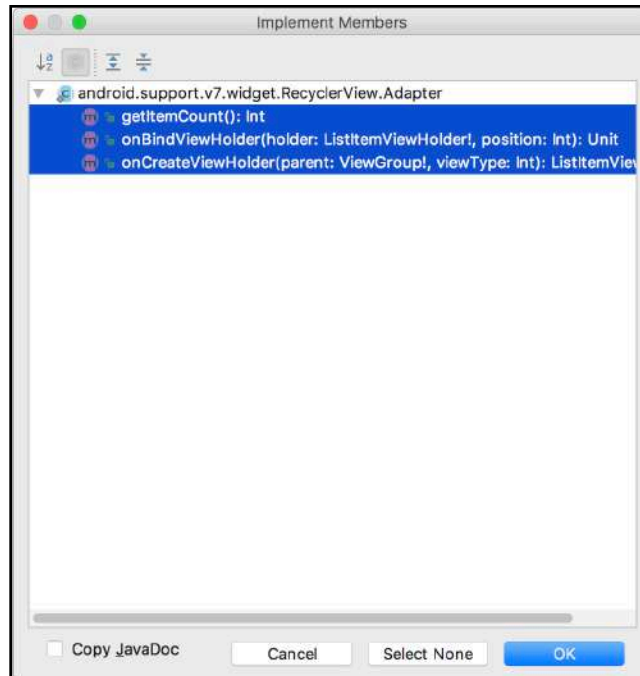 Implement Members
android.support.v7.widget.RecyclerView.Adapter
getItemCount(): Int
onBindViewHolder(holder: ListItemViewHolder!, position: Int): Unit
onCreateViewHolder(parent: ViewGroup!, viewType: Int): ListItemView
Copy JavaDoc
Cancel
Select None
OK